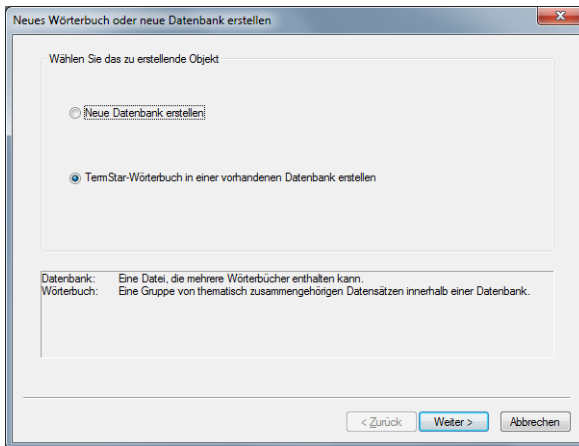 Neues Wörterbuch oder neue Datenbank erstellen
Wählen Sie das zu erstellende Objekt
Neue Datenbank erstellen
TermStar-Wörterbuch in einer vorhandenen Datenbank erstellen
Datenbank: Eine Datei, die mehrere Wörterbücher enthalten kann.
Wörterbuch: Eine Gruppe von thematisch zusammengehörigen Datensätzen innerhalb einer Datenbank.
< Zurück Weiter > Abbrechen